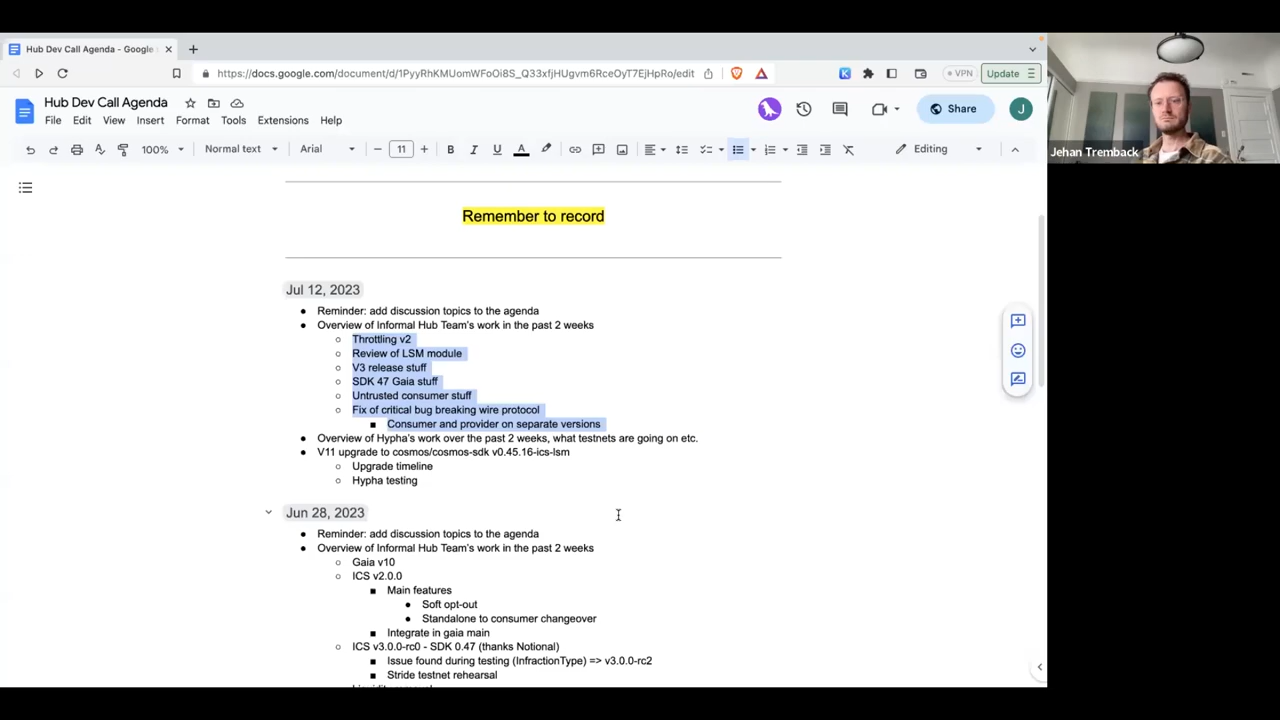 Hub Dev Call Agenda - Google
https://docs.google.com/document/d/1PyyRhKMUomWFoOi8S_Q33xfjHUgvm6RceOyT7EjHpRo/edit
VPN
Update
Hub Dev Call Agenda
File Edit View Insert Format Tools Extensions Help
Share
J
100%
Normal text
Arial
11
B I U A
Editing
Jehan Tremback
Remember to record
Jul 12, 2023
Reminder: add discussion topics to the agenda
Overview of Informal Hub Team's work in the past 2 weeks
Throttling v2
Review of LSM module
V3 release stuff
SDK 47 Gaia stuff
Untrusted consumer stuff
Fix of critical bug breaking wire protocol
Consumer and provider on separate versions
Overview of Hypha's work over the past 2 weeks, what testnets are going on etc.
V11 upgrade to cosmos/cosmos-sdk v0.45.16-ics-lsm
Upgrade timeline
Hypha testing
Jun 28, 2023
Reminder: add discussion topics to the agenda
Overview of Informal Hub Team's work in the past 2 weeks
Gaia v10
ICS v2.0.0
Main features
Soft opt-out
Standalone to consumer changeover
Integrate in gaia main
ICS v3.0.0-rc0 - SDK 0.47 (thanks Notional)
Issue found during testing (InfractionType) => v3.0.0-rc2
Stride testnet rehearsal